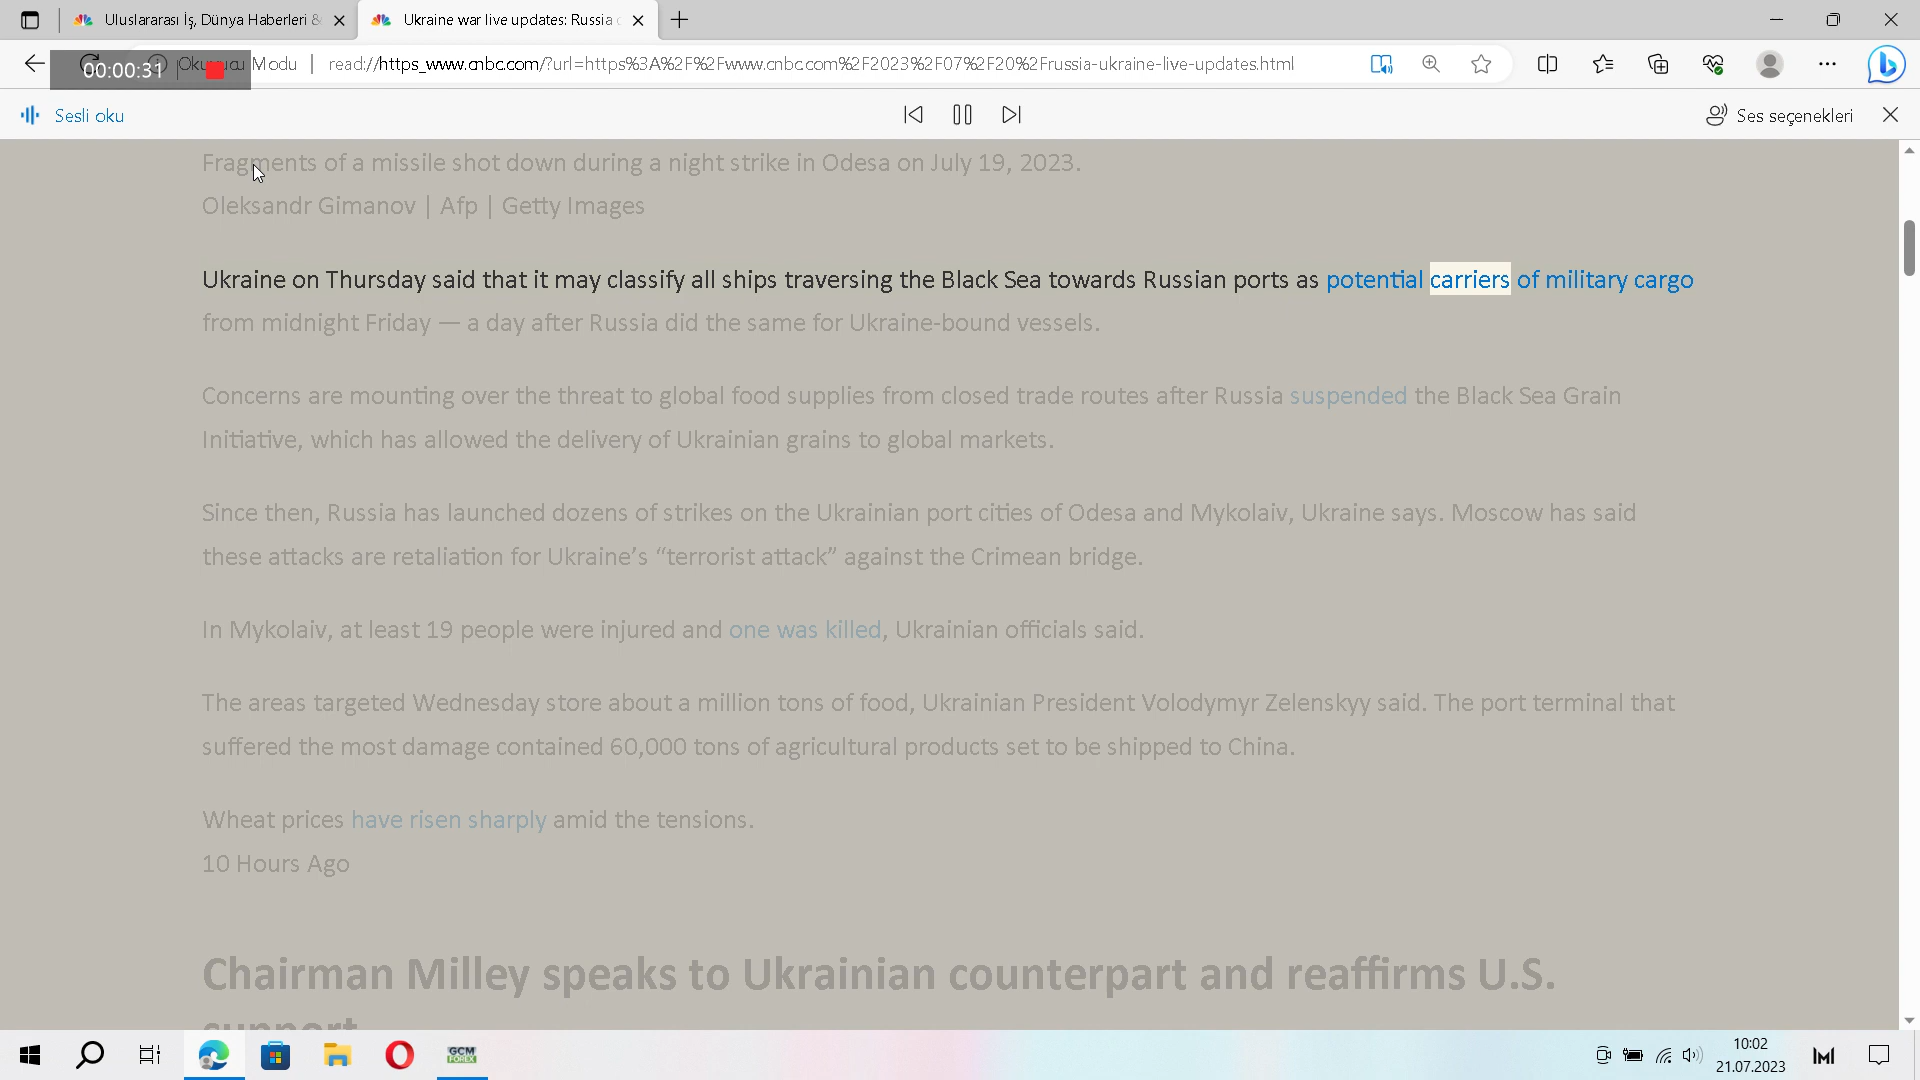 Uluslararası İş, Dünya Haberleri &
Ukraine war live updates: Russia
00:00:31
Modu
read://https_www.cnbc.com/?url=https%3A%2F%2Fwww.cnbc.com%2F2023%2F07%2F20%2Frussia-ukraine-live-updates.html
Sesli oku
Ses seçenekleri
Fragments of a missile shot down during a night strike in Odesa on July 19, 2023.
Oleksandr Gimanov | Afp | Getty Images
Ukraine on Thursday said that it may classify all ships traversing the Black Sea towards Russian ports as potential carriers of military cargo
from midnight Friday — a day after Russia did the same for Ukraine-bound vessels.
Concerns are mounting over the threat to global food supplies from closed trade routes after Russia suspended the Black Sea Grain
Initiative, which has allowed the delivery of Ukrainian grains to global markets.
Since then, Russia has launched dozens of strikes on the Ukrainian port cities of Odesa and Mykolaiv, Ukraine says. Moscow has said
these attacks are retaliation for Ukraine’s “terrorist attack” against the Crimean bridge.
In Mykolaiv, at least 19 people were injured and one was killed, Ukrainian officials said.
The areas targeted Wednesday store about a million tons of food, Ukrainian President Volodymyr Zelenskyy said. The port terminal that
suffered the most damage contained 60,000 tons of agricultural products set to be shipped to China.
Wheat prices have risen sharply amid the tensions.
10 Hours Ago
Chairman Milley speaks to Ukrainian counterpart and reaffirms U.S.
support
GCM
FOREX
10:02
21.07.2023